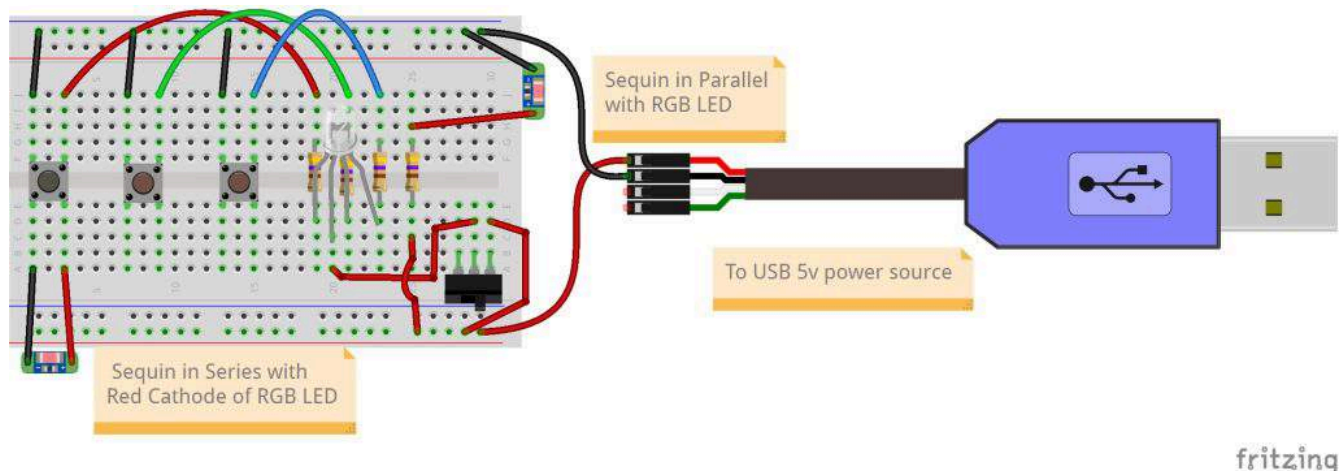 Sequin in Parallel
with RGB LED
To USB 5v power source
Sequin in Series with
Red Cathode of RGB LED
fritzing